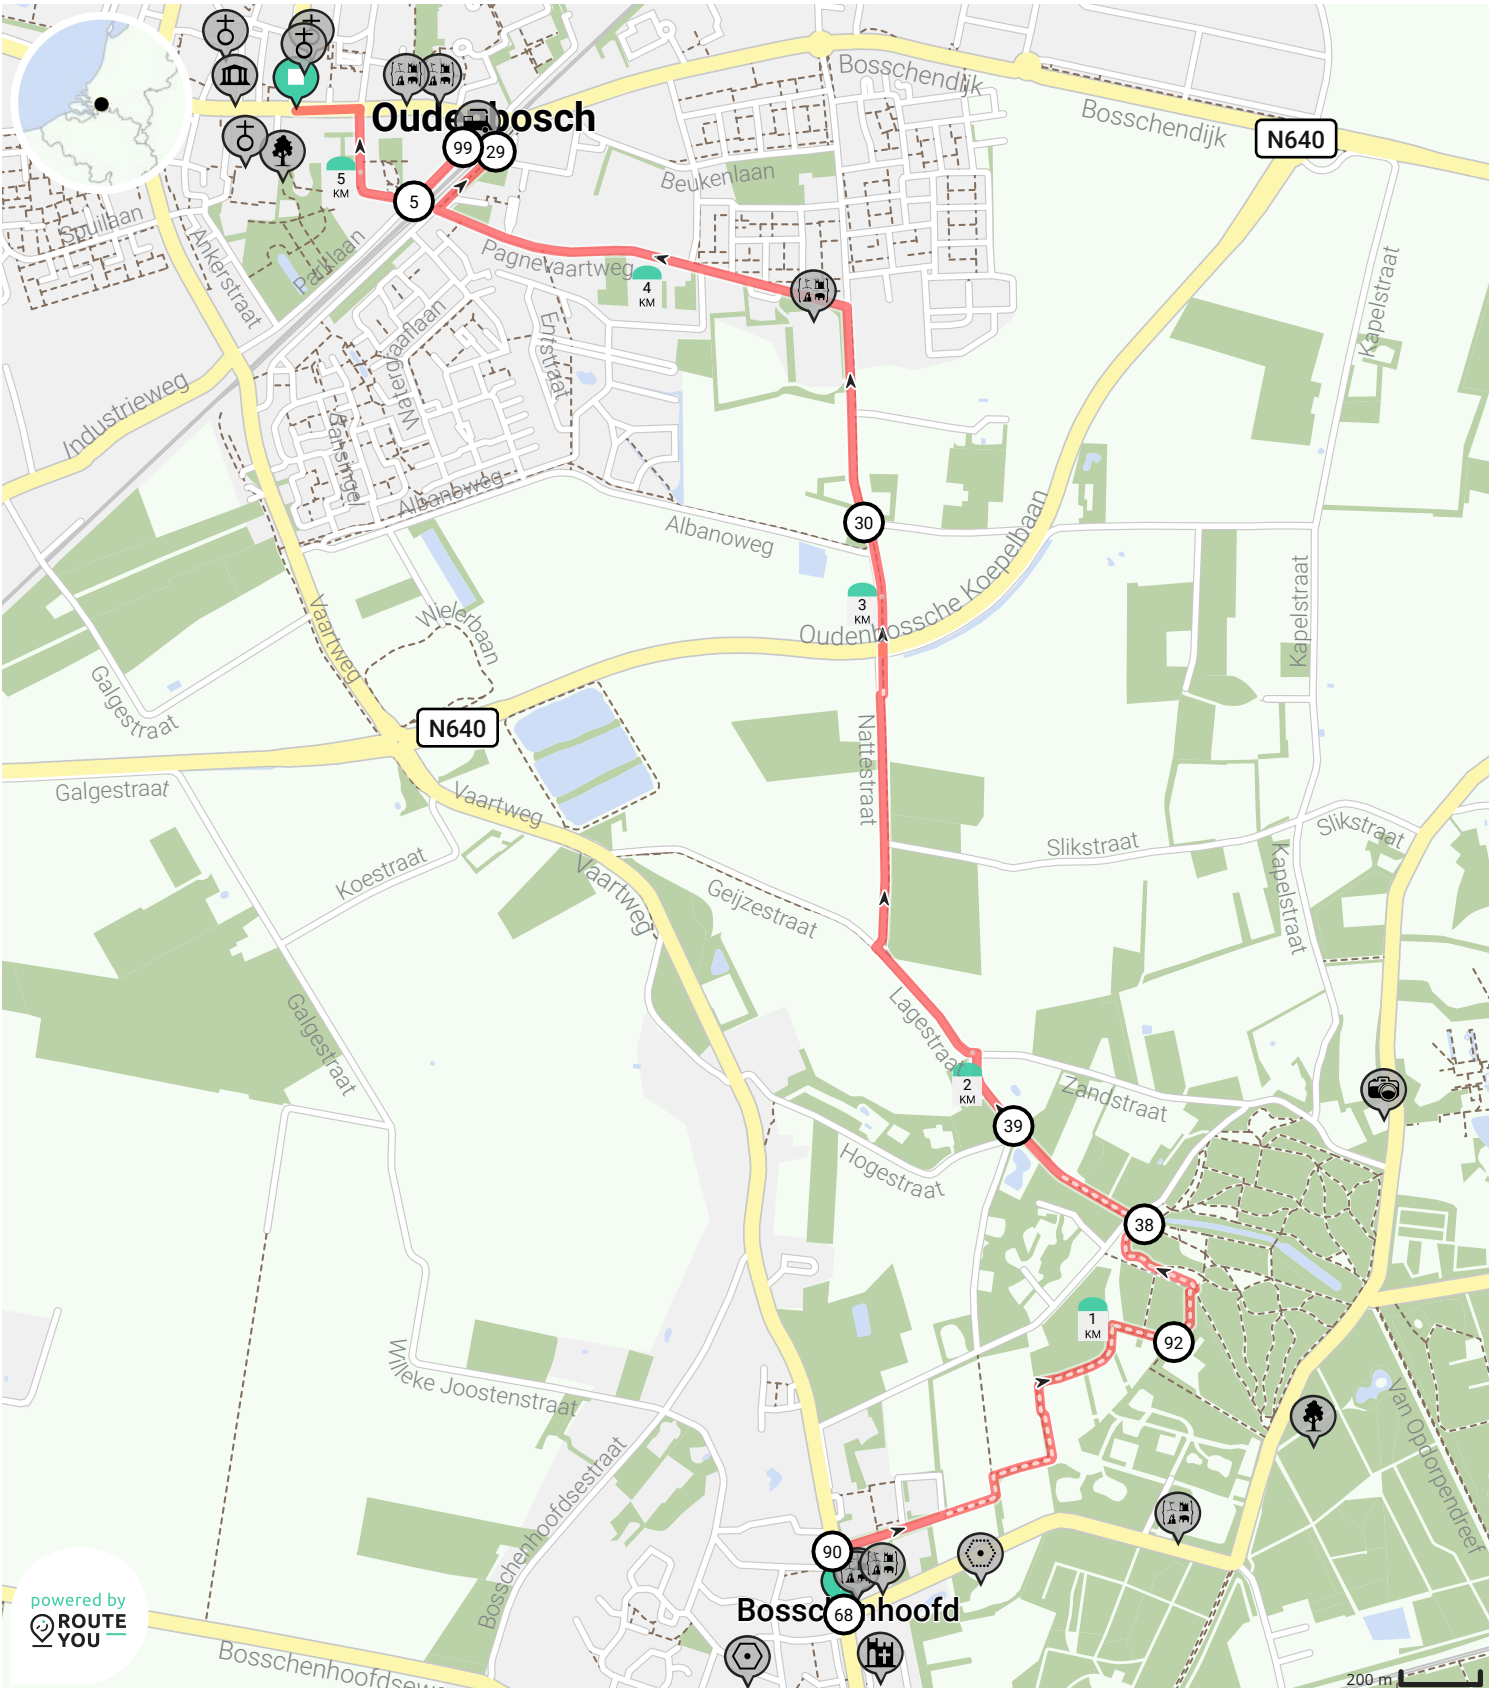 Bosschendijk
Bosschendijk
N640
Oudenbosch
99
29
5
5
KM
Beukenlaan
Spuilaan
Ankerstraat
Parklaan
Pagnevaartweg
4
KM
Kapelstraat
Industrieweg
Watergraaflaan
Entstraat
Bansingel
Albanoweg
Albanoweg
30
3
KM
Oudenbossche Koepelbaan
Kapelstraat
Vaartweg
Wielerbaan
Galgestraat
N640
Nattestraat
Galgestraat
Vaartweg
Slikstraat
Slikstraat
Koestraat
Vaartweg
Geijzestraat
Kapelstraat
Galgestraat
Lagestraat
2
KM
Zandstraat
39
Hogestraat
38
1
KM
92
Willeke Joostenstraat
Van Opdorpendreef
Bosschenhoofdsestraat
90
68
Bosschenhoofd
powered by
ROUTE
YOU
200 m